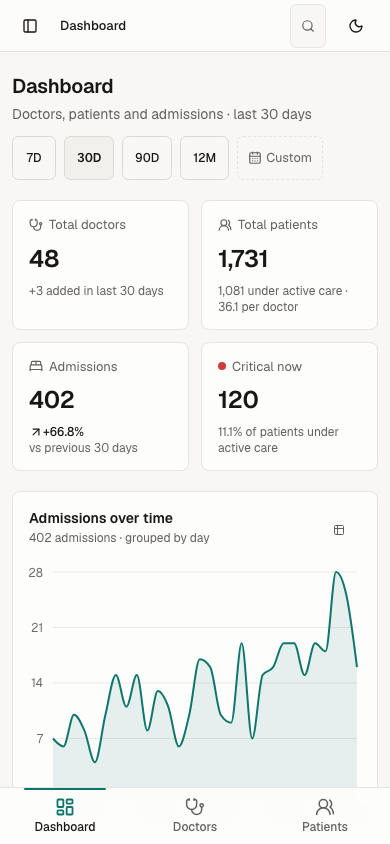 Dashboard
Dashboard
Doctors, patients and admissions · last 30 days
7D
30D
90D
12M
Custom
Total doctors
48
+3 added in last 30 days
Total patients
1,731
1,081 under active care ·
36.1 per doctor
Admissions
402
+66.8%
vs previous 30 days
Critical now
120
11.1% of patients under
active care
Admissions over time
402 admissions · grouped by day
28
21
14
7
Dashboard
Doctors
Patients